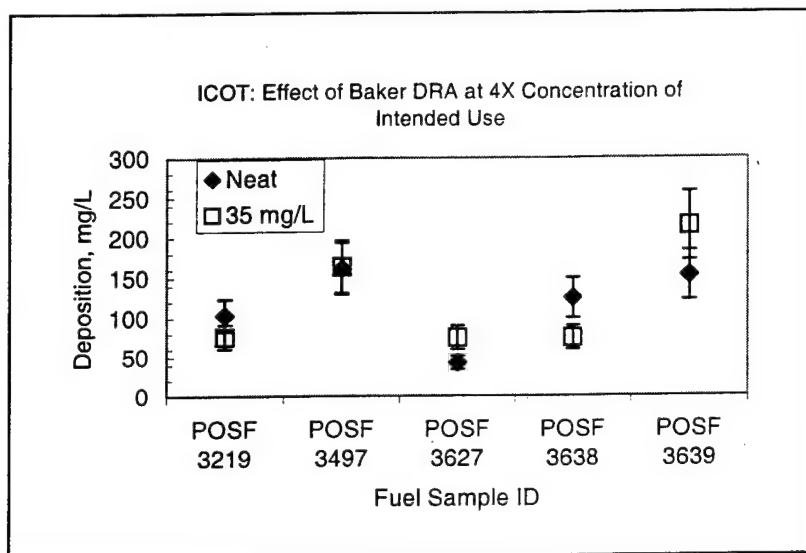 ICOT: Effect of Baker DRA at 4X Concentration of
Intended Use
300
250
200
150
100
50
0
Neat
35 mg/L
Deposition, mg/L
POSF
3219
POSF
3497
POSF
3627
POSF
3638
POSF
3639
Fuel Sample ID